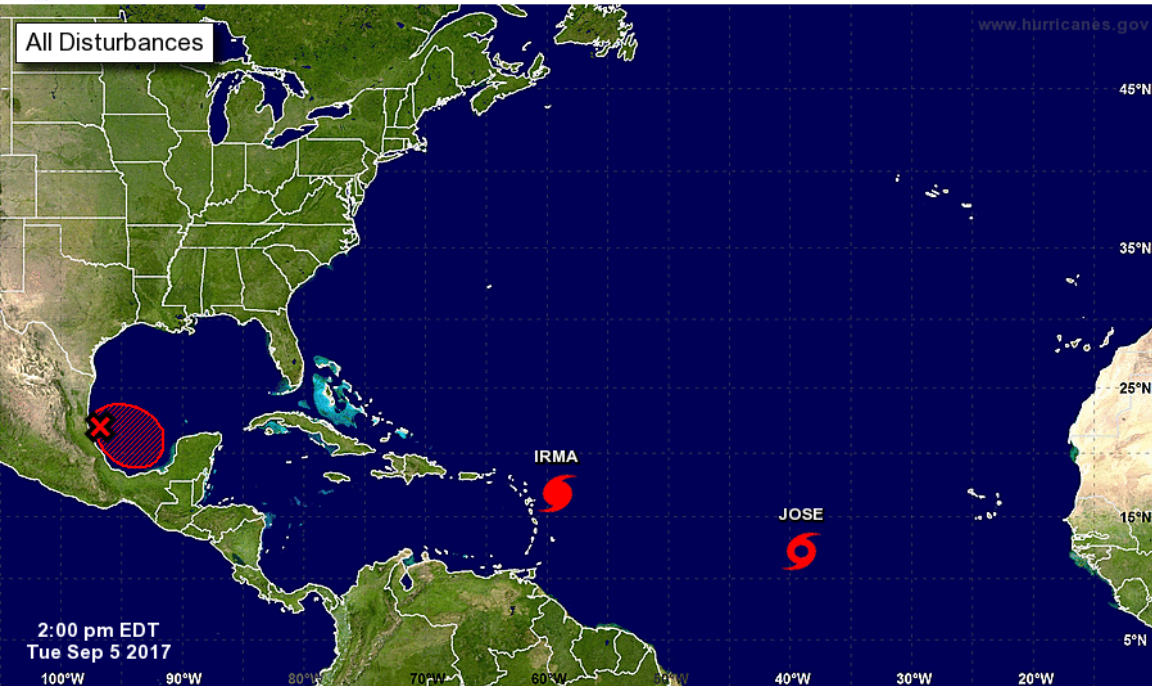 All Disturbances
www.hurricanes.gov
45°N
35°N
25°N
IRMA
JOSE
15°N
2:00 pm EDT
Tue Sep 5 2017
5°N
100°W 90°W 80°W 70°W 60°W 50°W 40°W 30°W 20°W